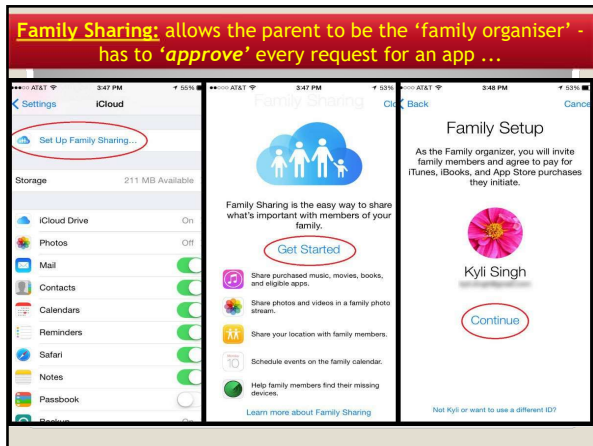 Family Sharing: allows the parent to be the ‘family organiser’ -
has to ‘approve’ every request for an app ...
AT&T 3:47 PM 55%
Settings iCloud
Set Up Family Sharing...
Storage 211 MB Available
iCloud Drive On
Photos Off
Mail
Contacts
Calendars
Reminders
Safari
Notes
Passbook
Backup On
AT&T 3:47 PM 53%
Family Sharing Clo
Family Sharing is the easy way to share
what's important with members of your
family.
Get Started
Share purchased music, movies, books,
and eligible apps.
Share photos and videos in a family photo
stream.
Share your location with family members.
10
Schedule events on the family calendar.
Help family members find their missing
devices.
Learn more about Family Sharing
AT&T 3:48 PM 53%
Back Cance
Family Setup
As the Family organizer, you will invite
family members and agree to pay for
iTunes, iBooks, and App Store purchases
they initiate.
Kyli Singh
Continue
Not Kyli or want to use a different ID?